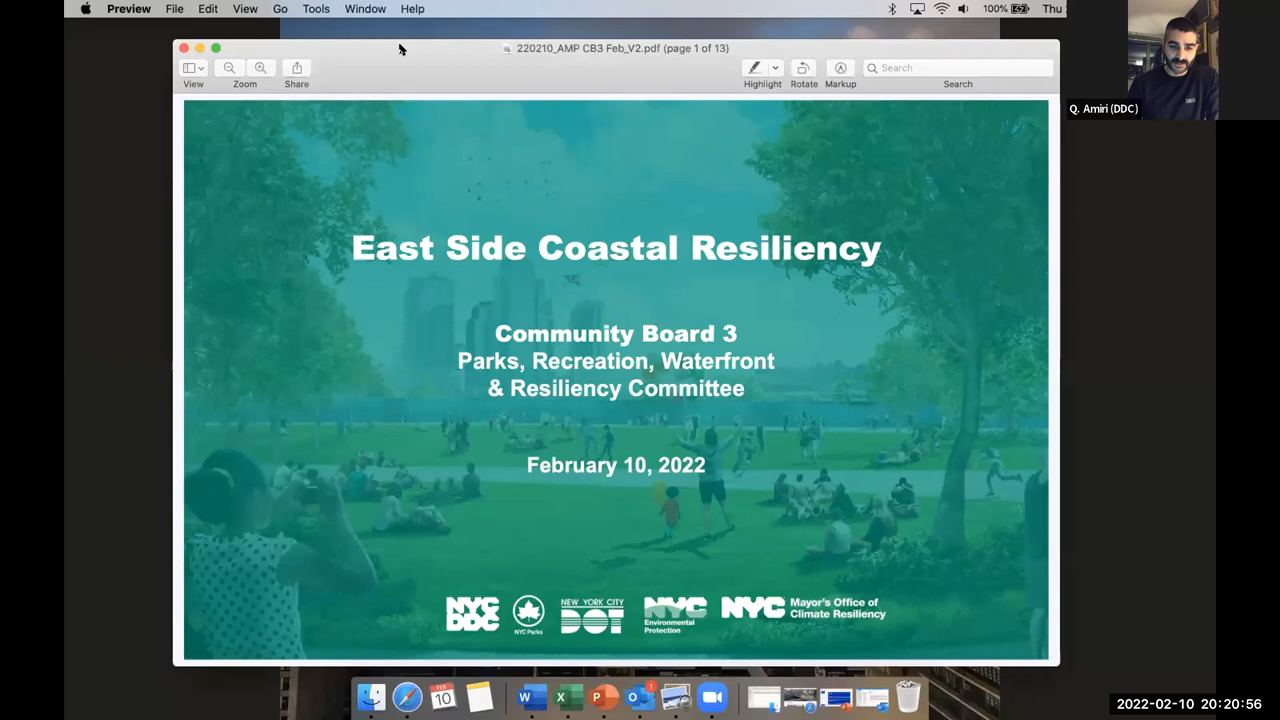 Preview File Edit View Go Tools Window Help
100% Thu
220210_AMP CB3 Feb_V2.pdf (page 1 of 13)
Search
View Zoom Share Highlight Rotate Markup Search
Q. Amiri (DDC)
East Side Coastal Resiliency
Community Board 3
Parks, Recreation, Waterfront
& Resiliency Committee
February 10, 2022
NYC
DDC
NYC Parks
NEW YORK CITY
DOT
NYC
Environmental
Protection
NYC
Mayor's Office of
Climate Resiliency
FEB
10
W
X
P
O
1
2022-02-10 20:20:56